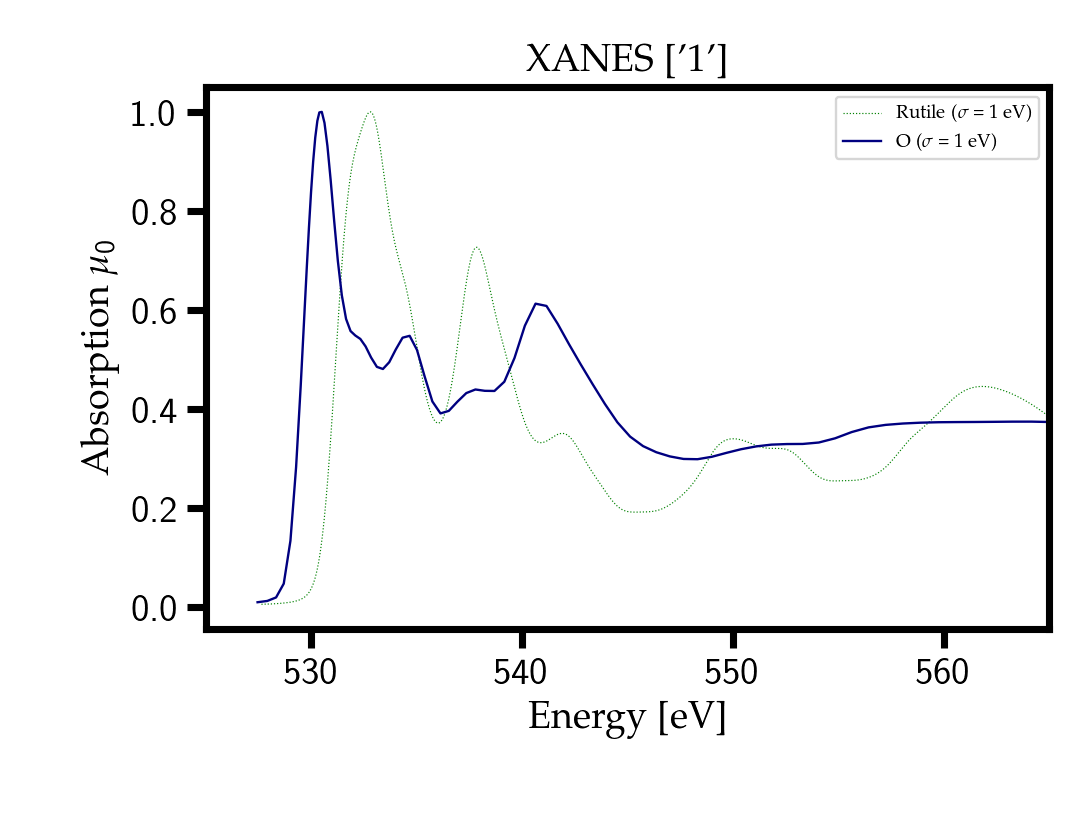 XANES ['1']
Rutile (σ = 1 eV)
O (σ = 1 eV)
Absorption μ₀
1.0
0.8
0.6
0.4
0.2
0.0
530 540 550 560
Energy [eV]